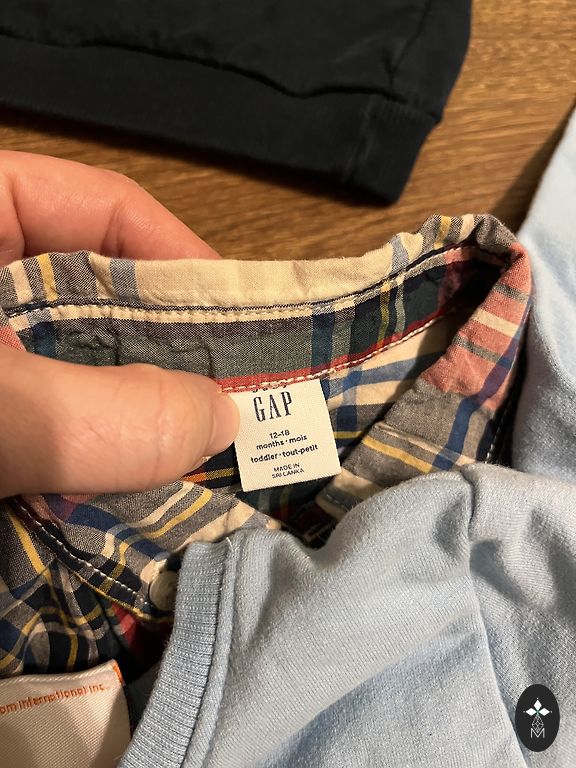 GAP
12-18
months · mois
toddler · tout-petit
MADE IN
SRI LANKA
om International Inc.